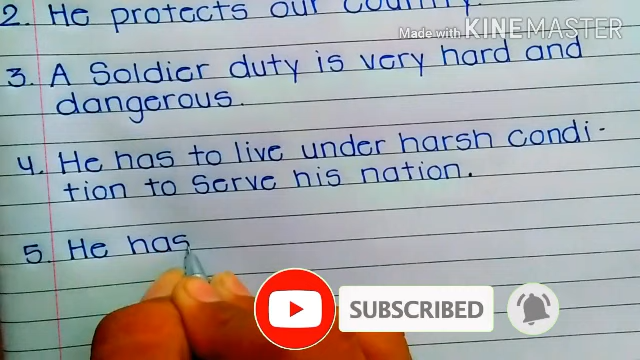 2. He protects our country.
Made with KINEMASTER
3. A Soldier duty is very hard and
dangerous.
4. He has to live under harsh condi-
tion to serve his nation.
5. He has
SUBSCRIBED